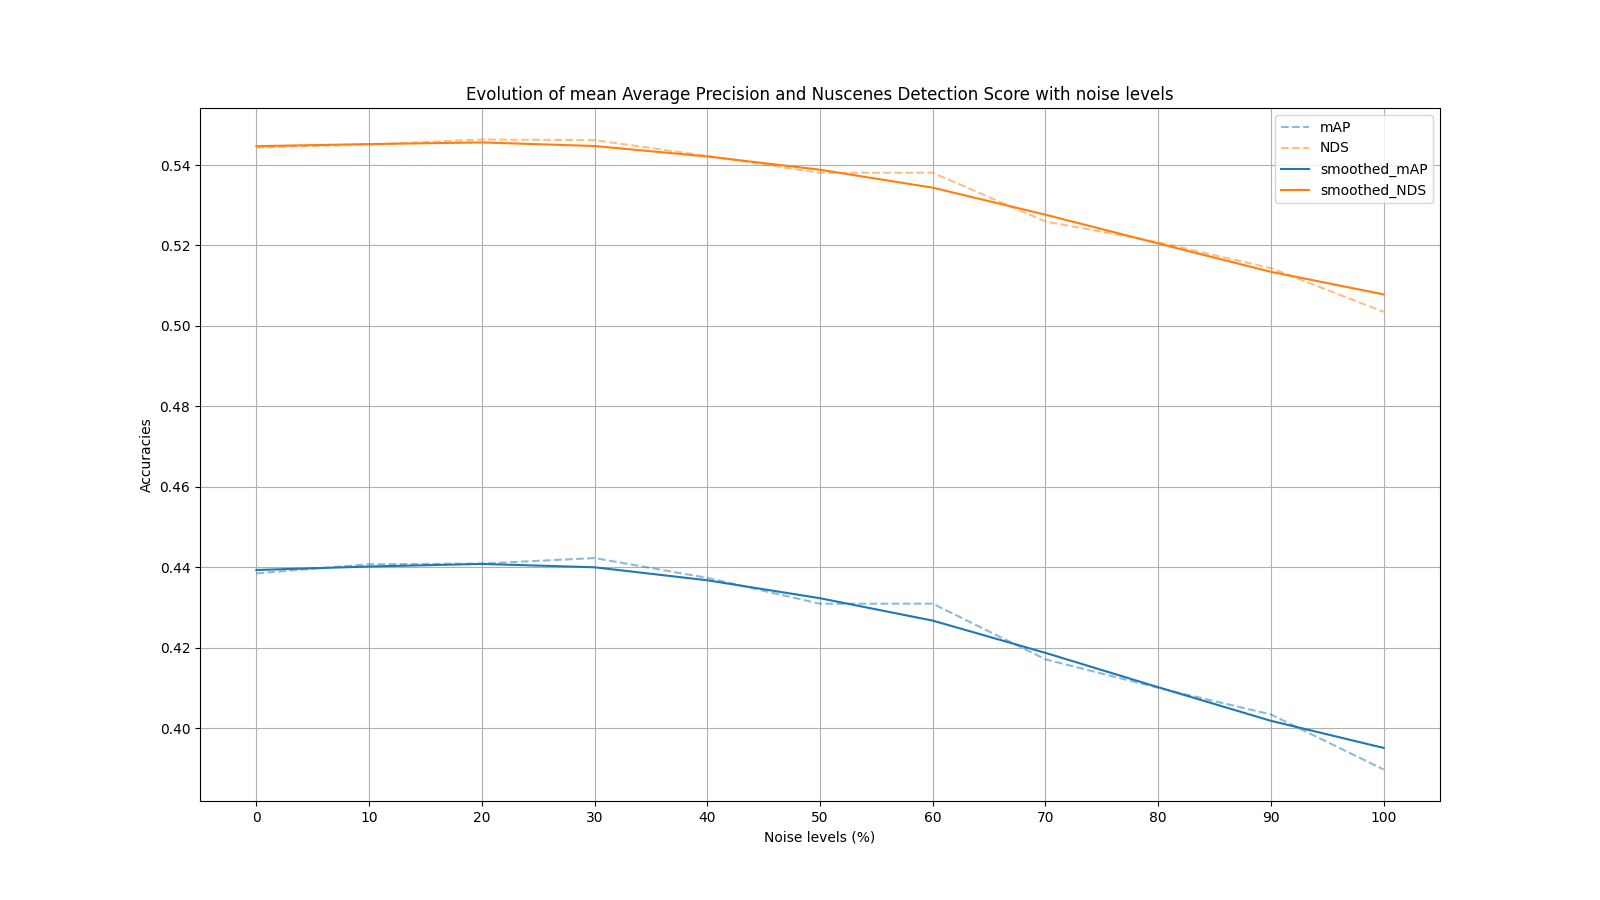 Evolution of mean Average Precision and Nuscenes Detection Score with noise levels
mAP
NDS
smoothed_mAP
smoothed_NDS
Accuracies
0.54
0.52
0.50
0.48
0.46
0.44
0.42
0.40
0 10 20 30 40 50 60 70 80 90 100
Noise levels (%)